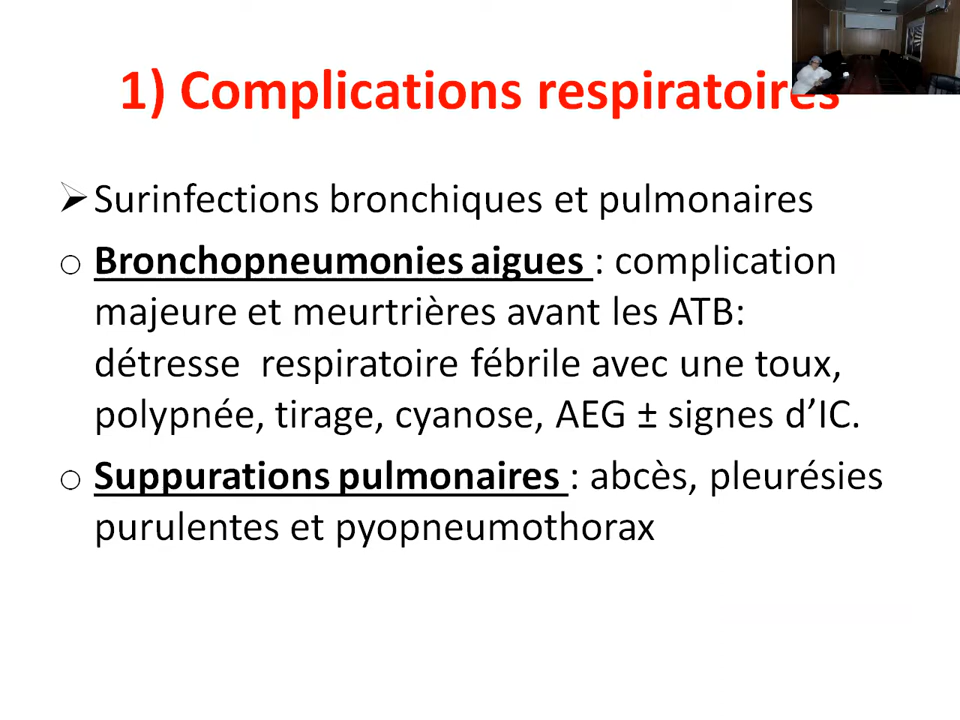 1) Complications respiratoires
➢ Surinfections bronchiques et pulmonaires
o Bronchopneumonies aigues : complication
majeure et meurtrières avant les ATB:
détresse respiratoire fébrile avec une toux,
polypnée, tirage, cyanose, AEG ± signes d’IC.
o Suppurations pulmonaires : abcès, pleurésies
purulentes et pyopneumothorax